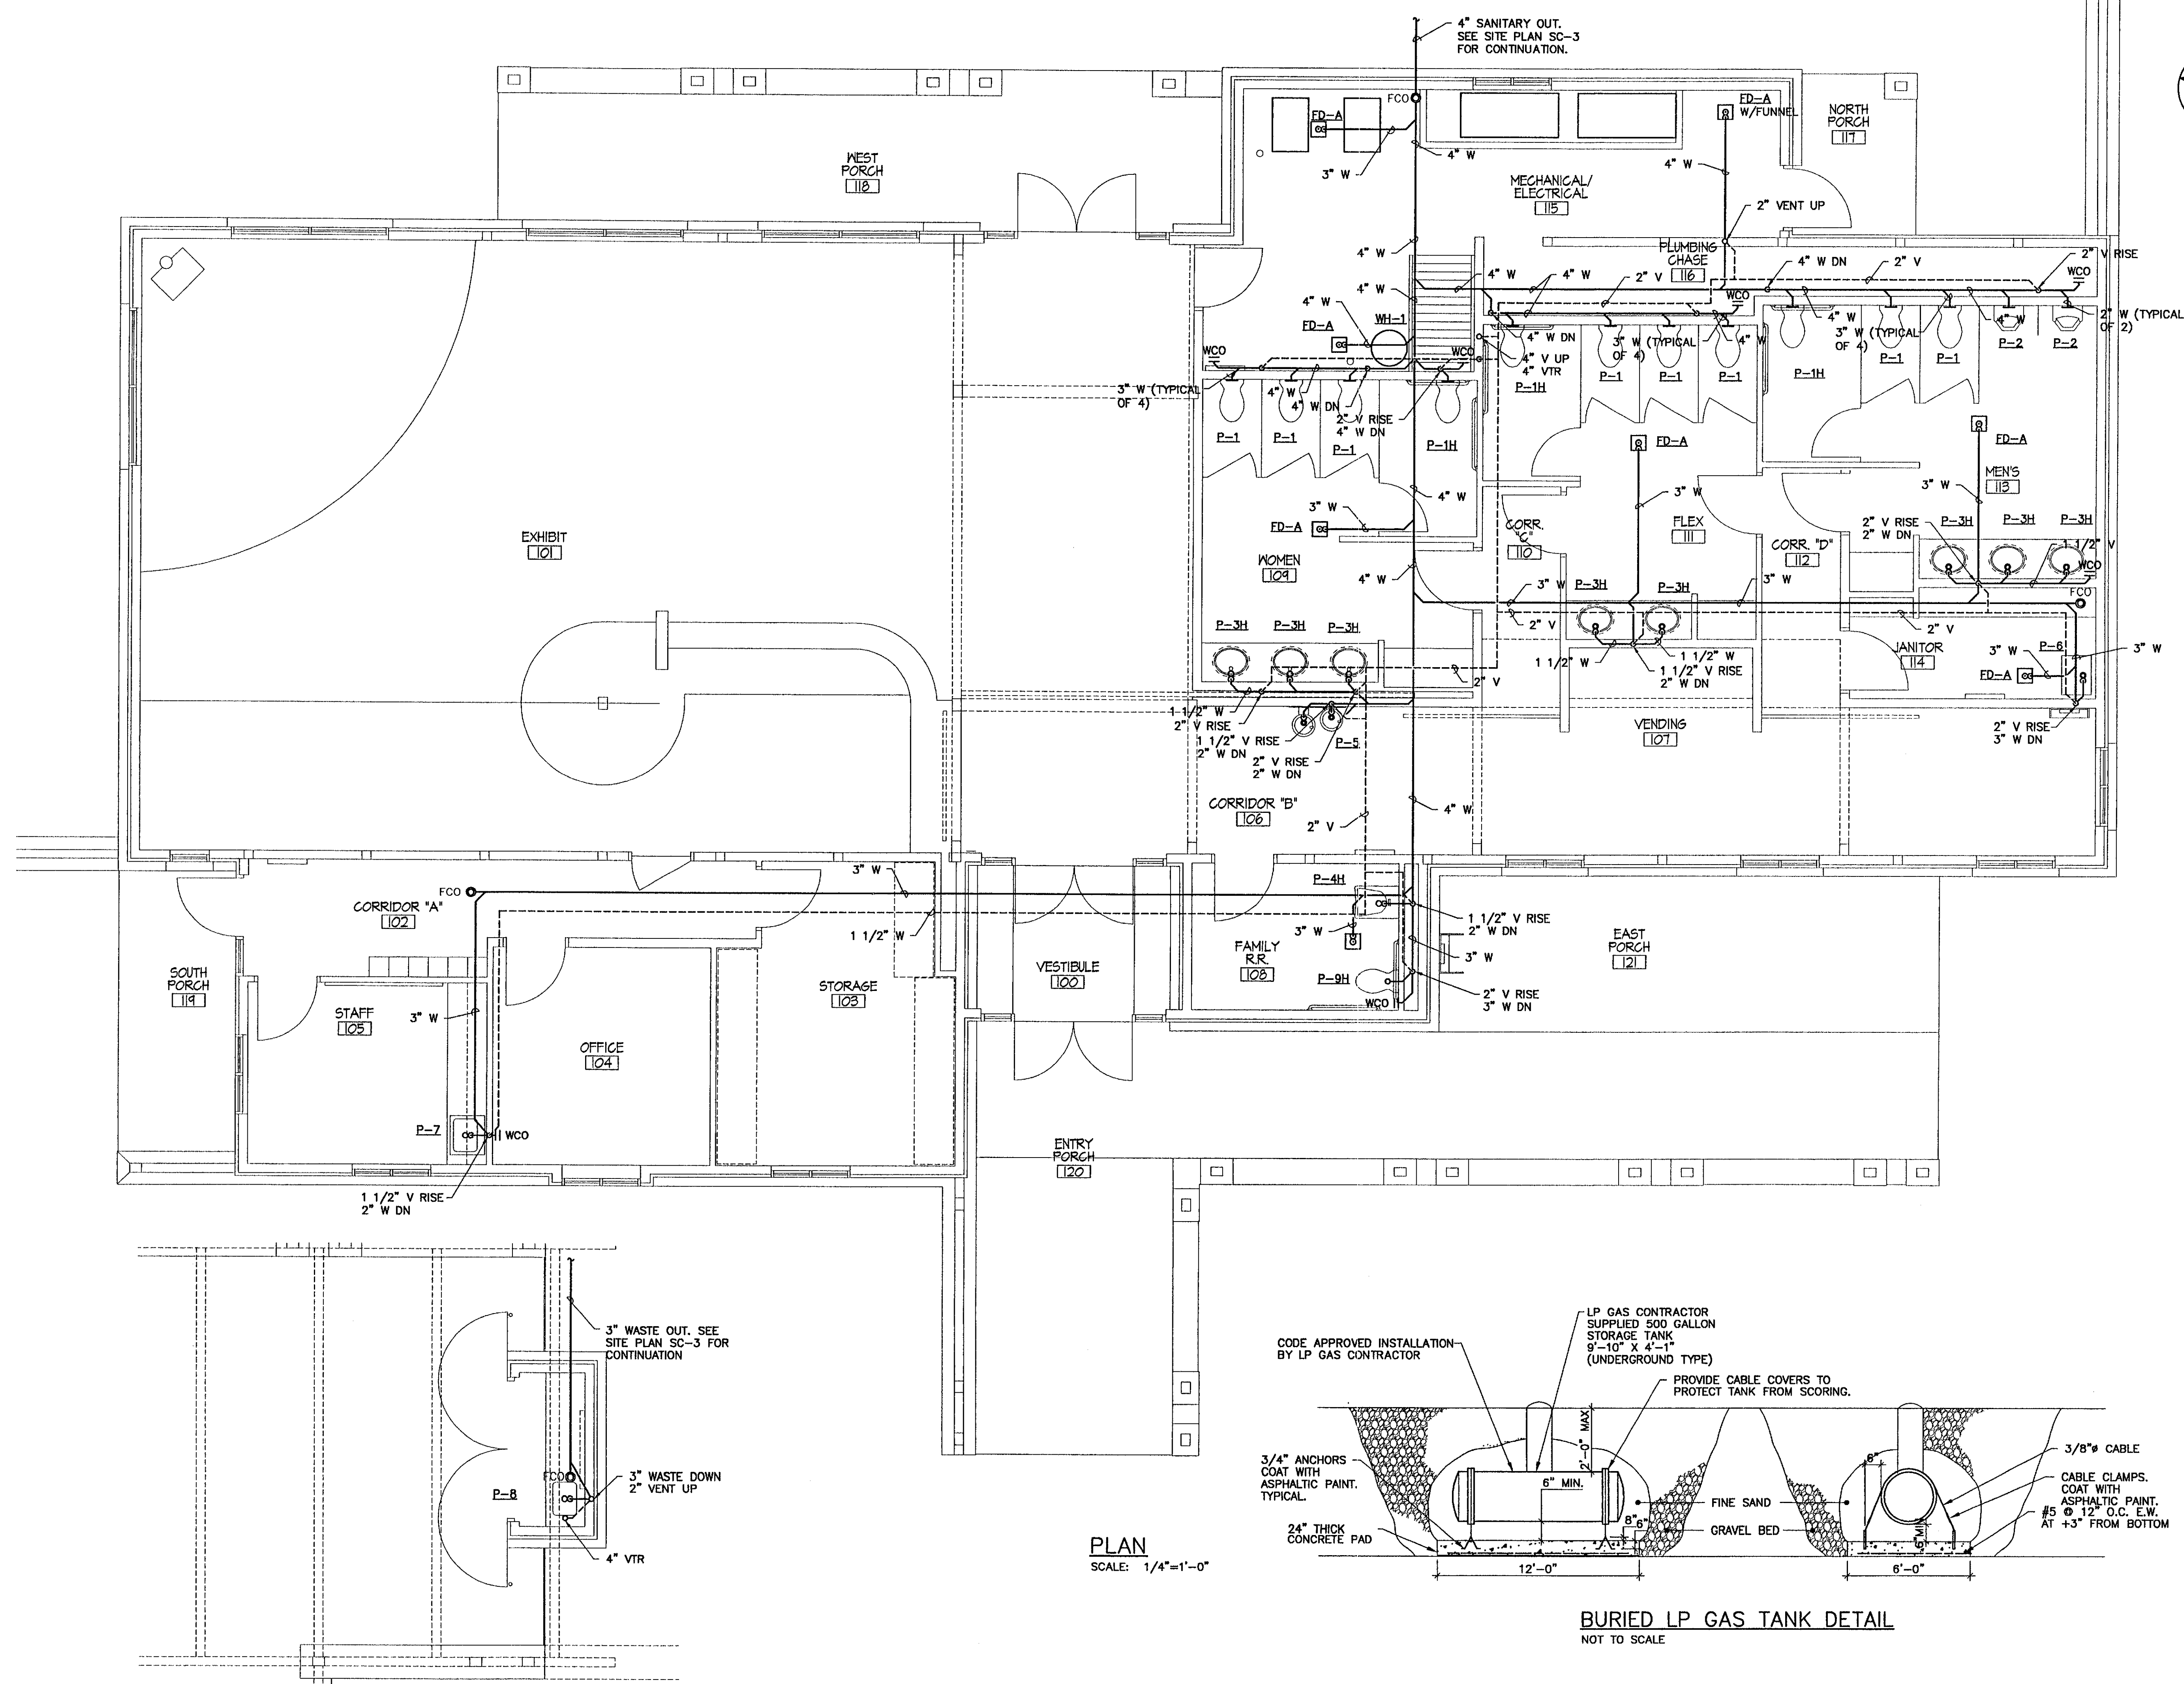 4" SANITARY OUT.
SEE SITE PLAN SC-3
FOR CONTINUATION.
FCO
FD-A
3" W
4" W
FD-A
W/FUNNEL
4" W
NORTH
PORCH
117
WEST
PORCH
118
MECHANICAL/
ELECTRICAL
115
2" VENT UP
4" W
PLUMBING
CHASE
116
4" W DN
2" V
2" V RISE
WCO
4" W
4" W
4" W
2" V
4" W
4" W
FD-A
WH-1
WCO
WCO
WCO
4" W DN
4" V UP
4" VTR
3" W (TYPICAL
OF 4)
4" W
4" W
3" W (TYPICAL
OF 4)
4" W
2" W (TYPICAL
OF 2)
3" W (TYPICAL
OF 4)
4" W
4" W DN
2" V RISE
4" W DN
P-1
P-1
P-1
P-1H
P-1H
P-1
P-1
P-1
P-1H
P-1
P-1
P-2
P-2
FD-A
FD-A
MEN'S
113
3" W
4" W
3" W
3" W
FD-A
EXHIBIT
101
CORR.
"C"
110
FLEX
111
CORR. "D"
112
2" V RISE
2" W DN
P-3H
P-3H
P-3H
1 1/2" V
WCO
FCO
WOMEN
109
4" W
3" W
P-3H
P-3H
3" W
2" V
2" V
P-3H
P-3H
P-3H
1 1/2" W
1 1/2" W
1 1/2" V RISE
2" W DN
2" V
JANITOR
114
3" W
P-6
3" W
FD-A
1 1/2" W
2" V RISE
1 1/2" V RISE
2" W DN
2" V RISE
2" W DN
P-5
VENDING
107
2" V RISE
3" W DN
CORRIDOR "B"
106
2" V
4" W
3" W
FCO
CORRIDOR "A"
102
1 1/2" W
P-4H
3" W
1 1/2" V RISE
2" W DN
3" W
FAMILY
R.R.
108
P-9H
WCO
2" V RISE
3" W DN
EAST
PORCH
121
SOUTH
PORCH
119
STAFF
105
3" W
OFFICE
104
STORAGE
103
VESTIBULE
100
P-7
WCO
1 1/2" V RISE
2" W DN
ENTRY
PORCH
120
3" WASTE OUT. SEE
SITE PLAN SC-3 FOR
CONTINUATION
FCO
P-8
3" WASTE DOWN
2" VENT UP
4" VTR
PLAN
SCALE: 1/4"=1'-0"
CODE APPROVED INSTALLATION
BY LP GAS CONTRACTOR
LP GAS CONTRACTOR
SUPPLIED 500 GALLON
STORAGE TANK
9'-10" X 4'-1"
(UNDERGROUND TYPE)
PROVIDE CABLE COVERS TO
PROTECT TANK FROM SCORING.
2'-0" MAX
3/4" ANCHORS
COAT WITH
ASPHALTIC PAINT.
TYPICAL.
6" MIN.
24" THICK
CONCRETE PAD
8"
6"
FINE SAND
GRAVEL BED
6"
6"MIN
3/8"ø CABLE
CABLE CLAMPS.
COAT WITH
ASPHALTIC PAINT.
#5 @ 12" O.C. E.W.
AT +3" FROM BOTTOM
12'-0"
6'-0"
BURIED LP GAS TANK DETAIL
NOT TO SCALE